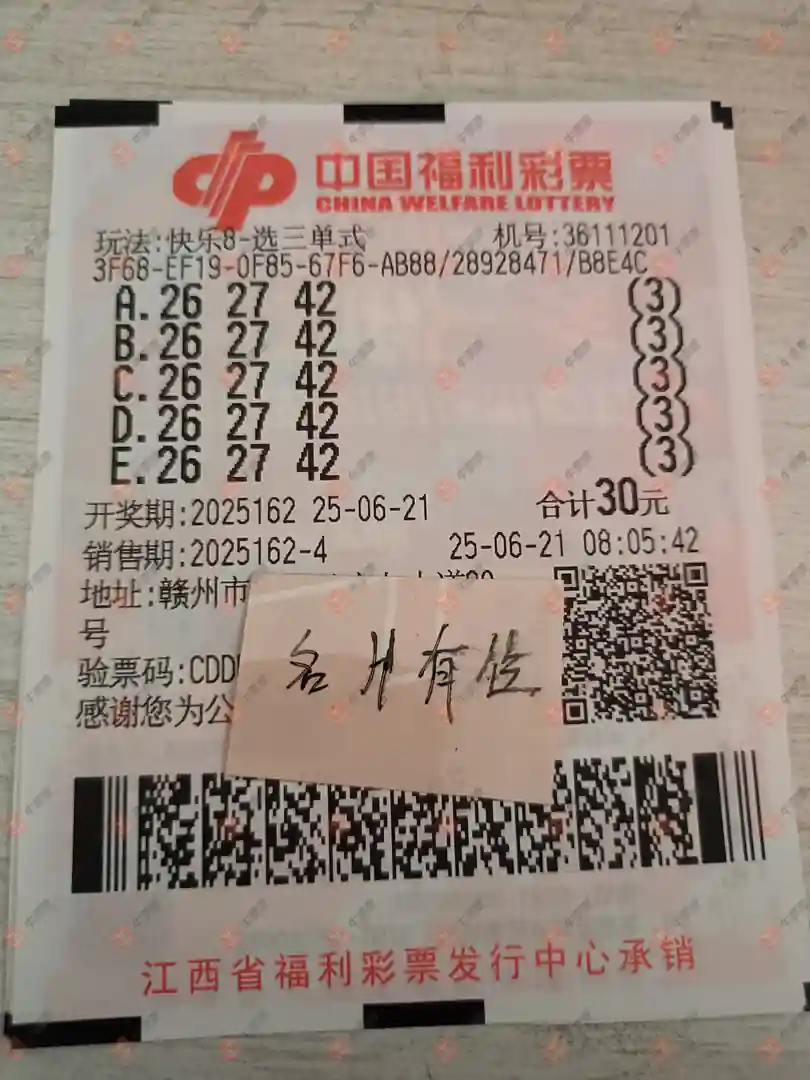 中国福利彩票
CHINA WELFARE LOTTERY
玩法:快乐8-选三单式 机号:36111201
3F68-EF19-0F85-67F6-AB88/28928471/B8E4C
A.26 27 42 (3)
B.26 27 42 (3)
C.26 27 42 (3)
D.26 27 42 (3)
E.26 27 42 (3)
开奖期:2025162 25-06-21 合计30元
销售期:2025162-4 25-06-21 08:05:42
地址:赣州市
号
验票码:CDD
感谢您为公
名片有位
江西省福利彩票发行中心承销